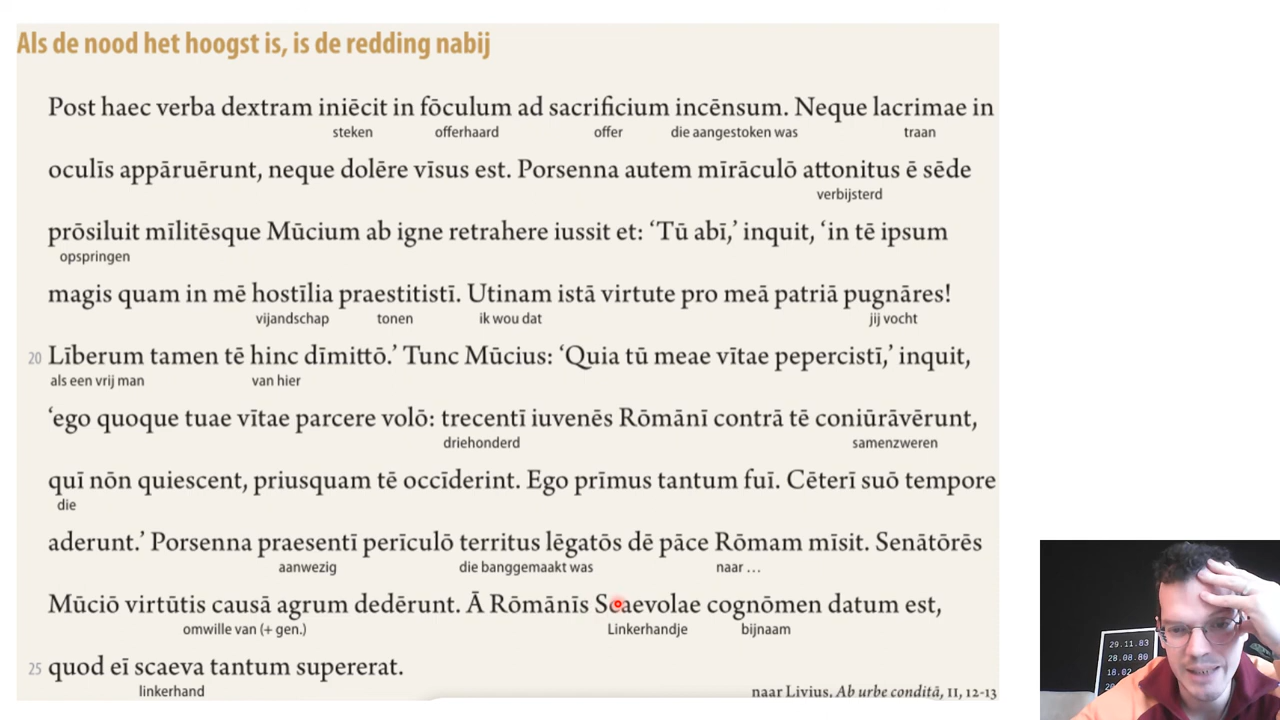 Als de nood het hoogst is, is de redding nabij
Post haec verba dextram iniēcit in fōculum ad sacrificium incēnsum. Neque lacrimae in
steken offerhaard offer die aangestoken was traan
oculīs appāruērunt, neque dolēre vīsus est. Porsenna autem mīrāculō attonitus ē sēde
verbijsterd
prōsiluit mīlitēsque Mūcium ab igne retrahere iussit et: ‘Tū abī,’ inquit, ‘in tē ipsum
opspringen
magis quam in mē hostīlia praestitistī. Utinam istā virtute pro meā patriā pugnāres!
vijandschap tonen ik wou dat jij vocht
20 Līberum tamen tē hinc dīmittō.’ Tunc Mūcius: ‘Quia tū meae vītae pepercistī,’ inquit,
als een vrij man van hier
‘ego quoque tuae vītae parcere volō: trecentī iuvenēs Rōmānī contrā tē coniūrāvērunt,
driehonderd samenzweren
quī nōn quiescent, priusquam tē occīderint. Ego prīmus tantum fuī. Cēterī suō tempore
die
aderunt.’ Porsenna praesentī perīculō territus lēgatōs dē pāce Rōmam mīsit. Senātōrēs
aanwezig die banggemaakt was naar ...
Mūciō virtūtis causā agrum dedērunt. Ā Rōmānīs Scaevolae cognōmen datum est,
omwille van (+ gen.) Linkerhandje bijnaam
25 quod eī scaeva tantum supererat.
linkerhand
naar Livius, Ab urbe conditā, II, 12-13
29.11.83
28.08.80
18.02
20